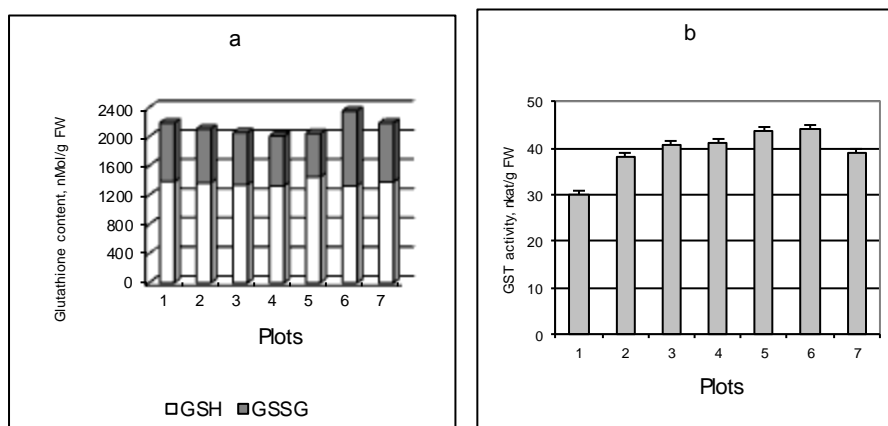 a
Glutathione content, nMol/g FW
2400
2000
1600
1200
800
400
0
1 2 3 4 5 6 7
Plots
GSH GSSG
b
GST activity, nkat/g FW
50
40
30
20
10
0
1 2 3 4 5 6 7
Plots